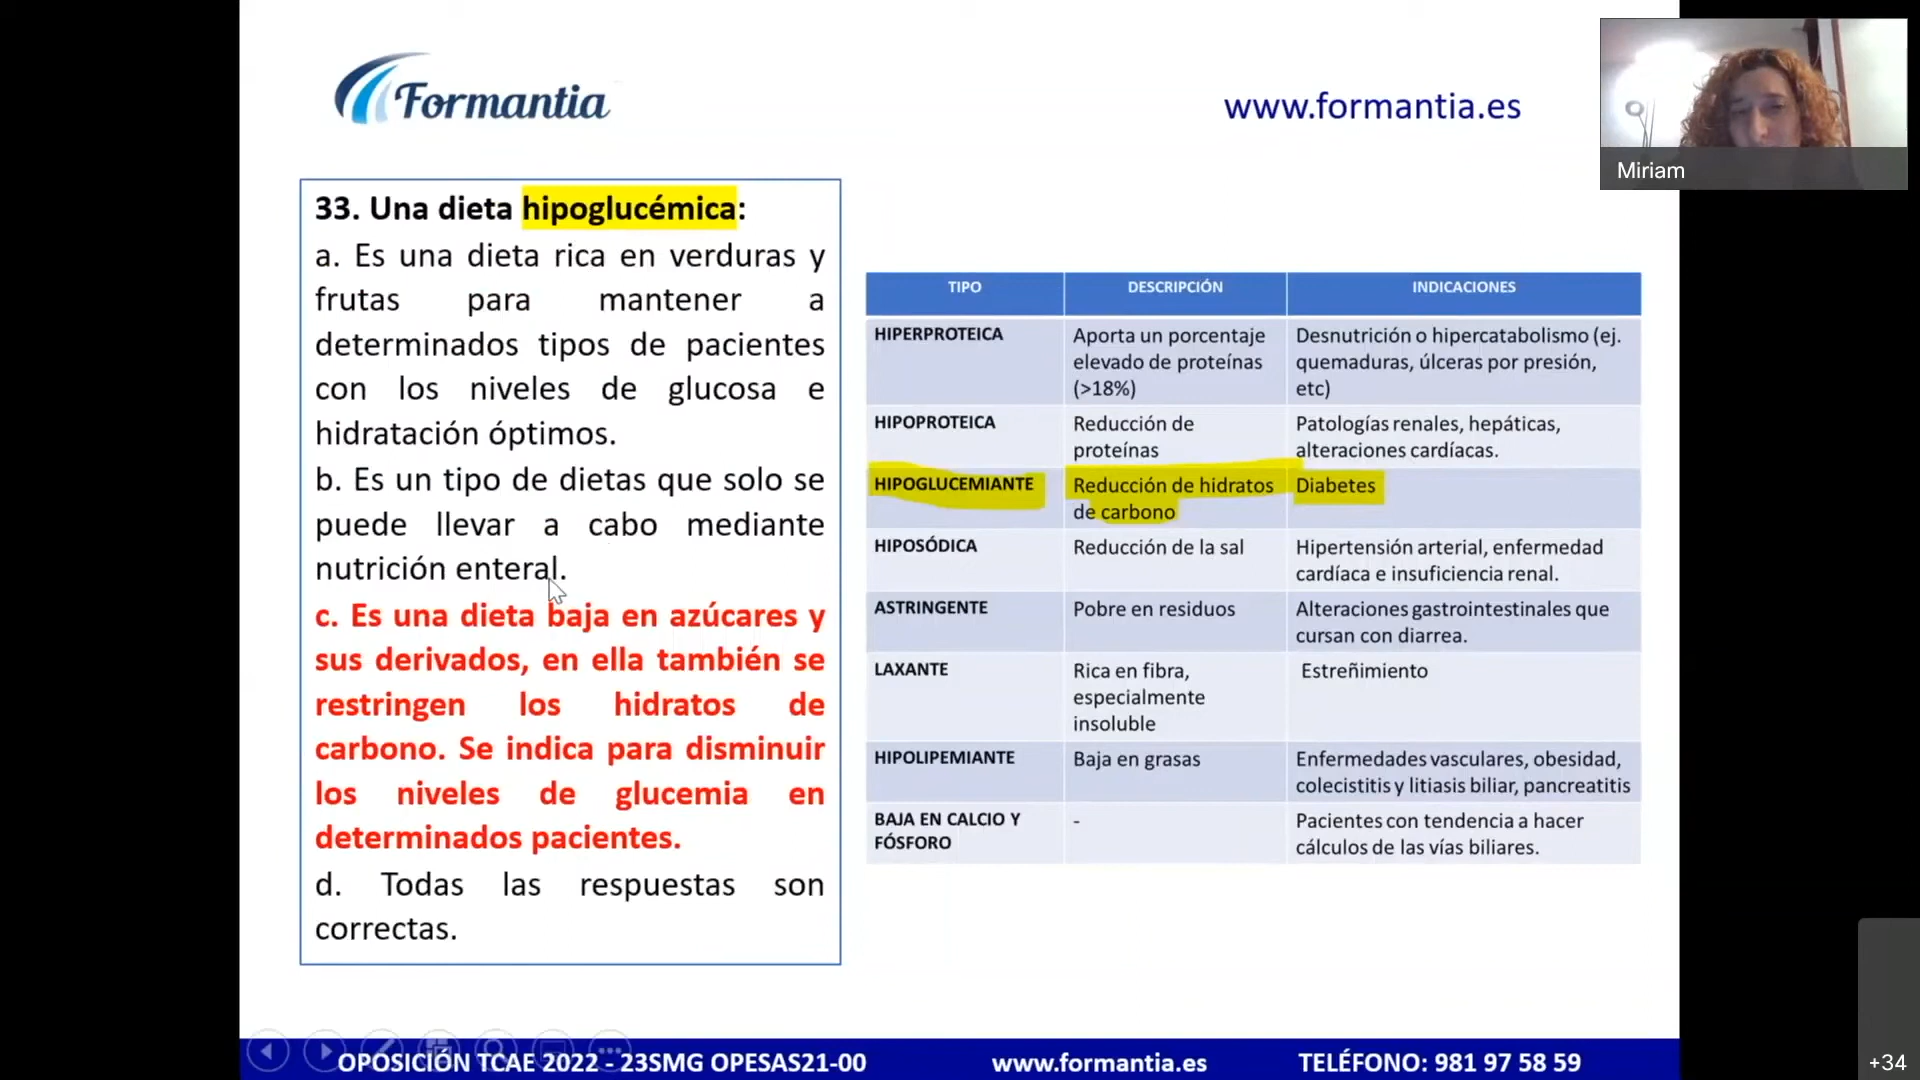 Formantia
www.formantia.es
Miriam
33. Una dieta hipoglucémica:
a. Es una dieta rica en verduras y
frutas para mantener a
determinados tipos de pacientes
con los niveles de glucosa e
hidratación óptimos.
b. Es un tipo de dietas que solo se
puede llevar a cabo mediante
nutrición enteral.
c. Es una dieta baja en azúcares y
sus derivados, en ella también se
restringen los hidratos de
carbono. Se indica para disminuir
los niveles de glucemia en
determinados pacientes.
d. Todas las respuestas son
correctas.
TIPO DESCRIPCIÓN INDICACIONES
HIPERPROTEICA Aporta un porcentaje Desnutrición o hipercatabolismo (ej.
elevado de proteínas quemaduras, úlceras por presión,
(>18%) etc)
HIPOPROTEICA Reducción de Patologías renales, hepáticas,
proteínas alteraciones cardíacas.
HIPOGLUCEMIANTE Reducción de hidratos Diabetes
de carbono
HIPOSÓDICA Reducción de la sal Hipertensión arterial, enfermedad
cardíaca e insuficiencia renal.
ASTRINGENTE Pobre en residuos Alteraciones gastrointestinales que
cursan con diarrea.
LAXANTE Rica en fibra, Estreñimiento
especialmente
insoluble
HIPOLIPEMIANTE Baja en grasas Enfermedades vasculares, obesidad,
colecistitis y litiasis biliar, pancreatitis
BAJA EN CALCIO Y - Pacientes con tendencia a hacer
FÓSFORO cálculos de las vías biliares.
OPOSICIÓN TCAE 2022 - 23SMG OPESAS21-00 www.formantia.es TELÉFONO: 981 97 58 59
+34